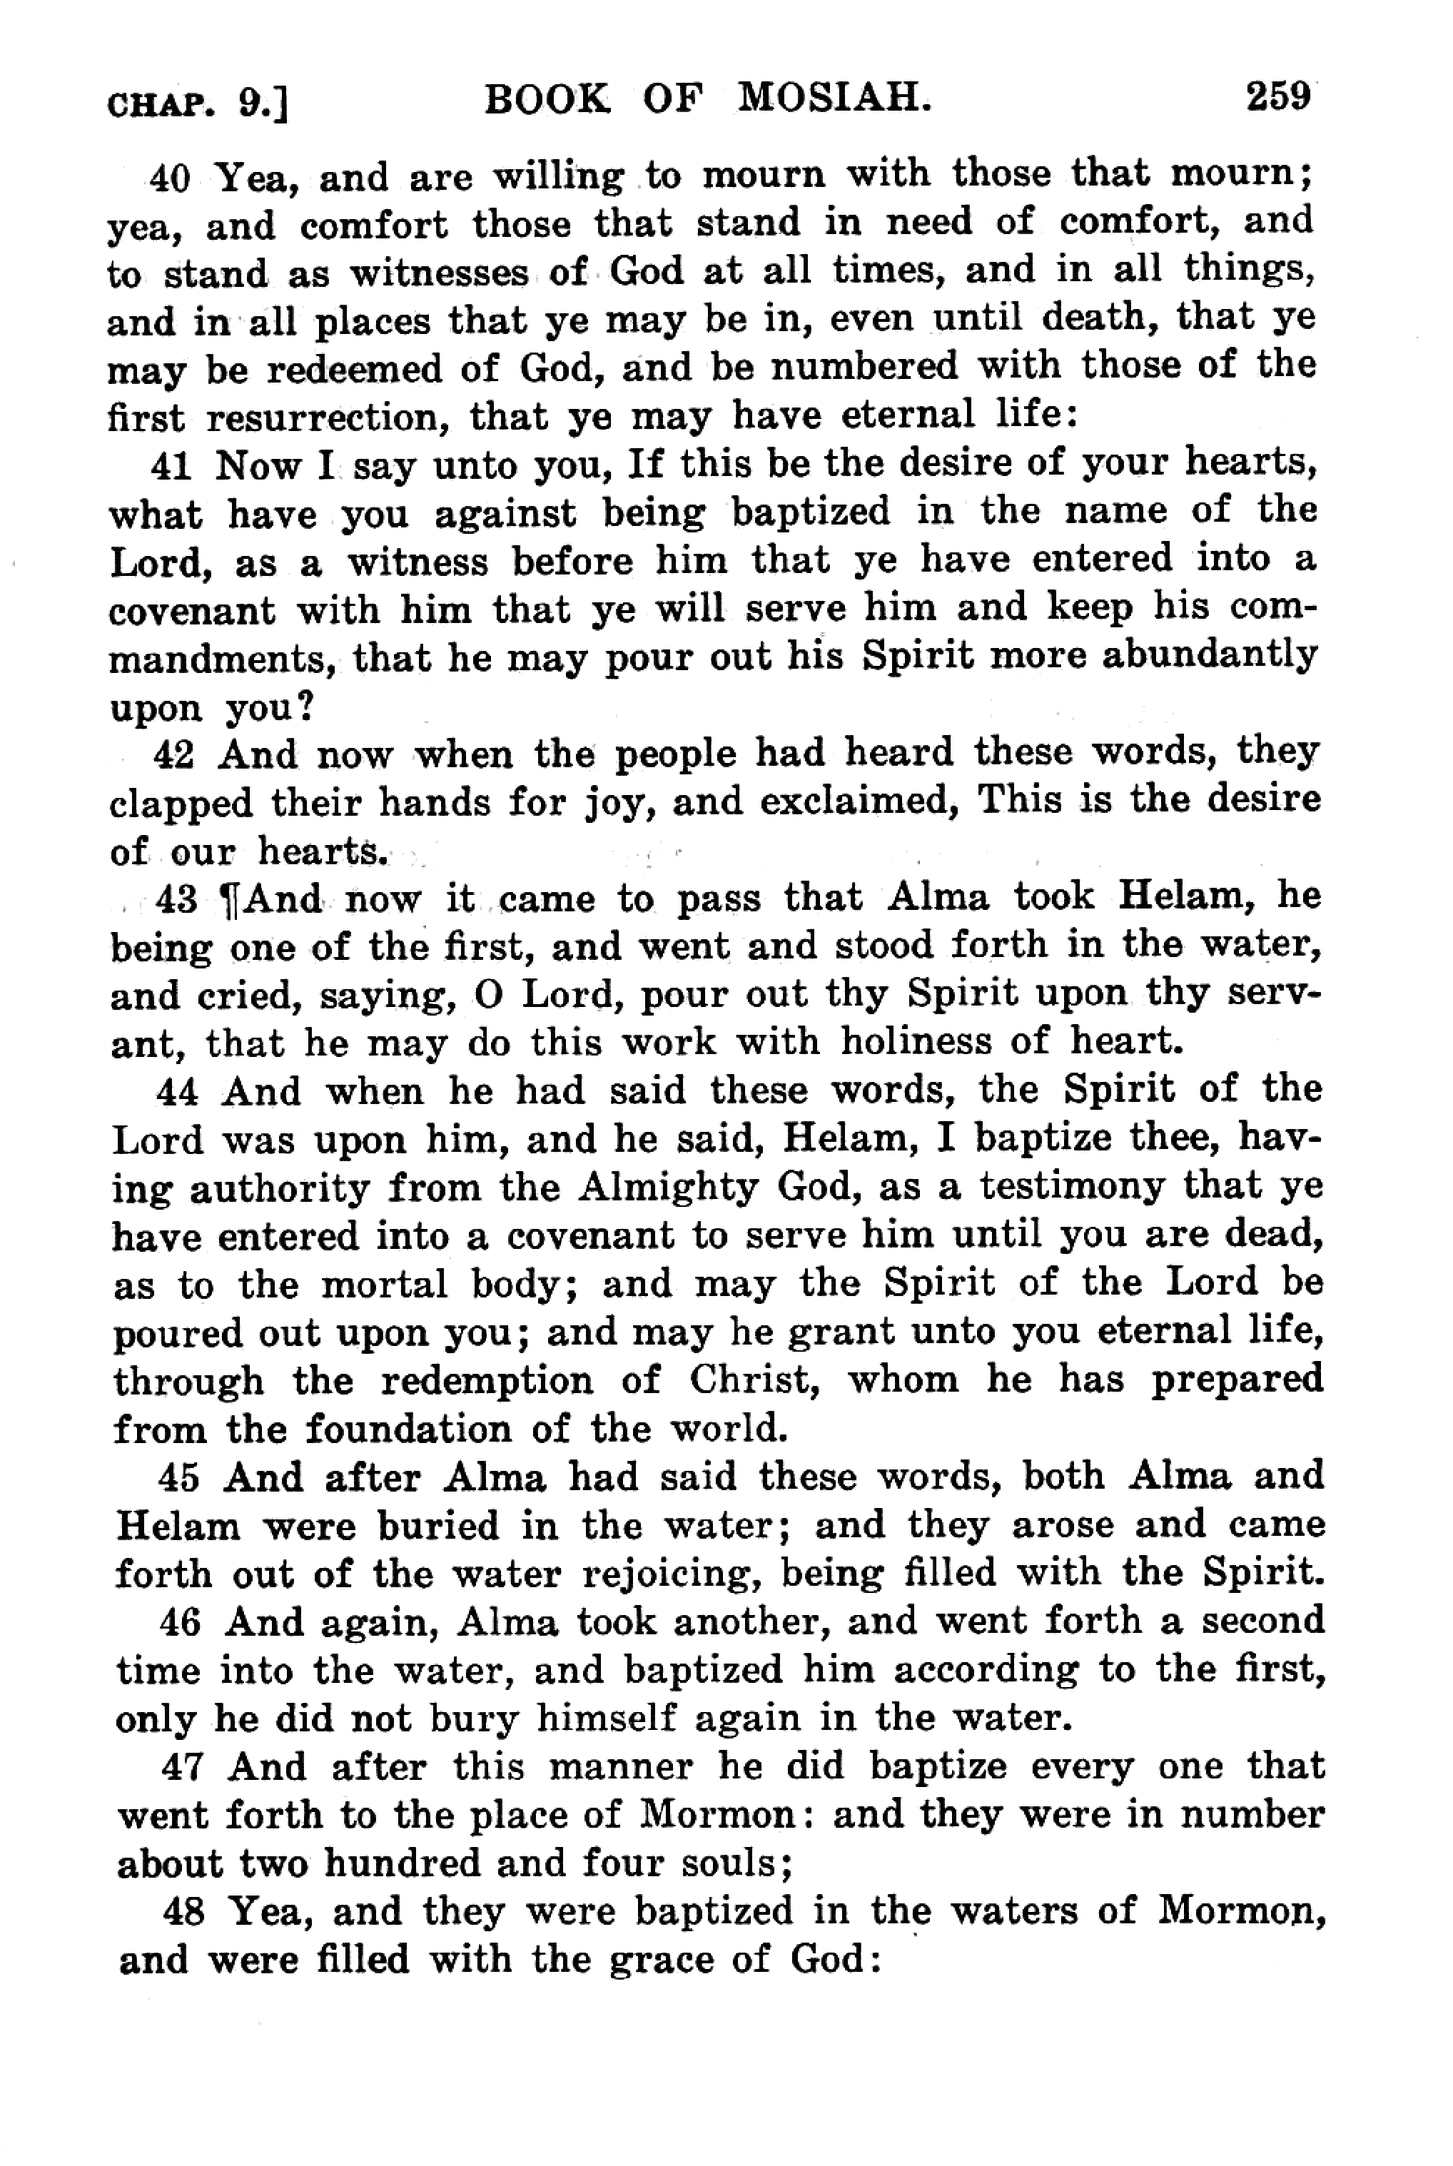 CHAP. 9.] BOOK OF MOSIAH. 259
40 Yea, and are willing to mourn with those that mourn;
yea, and comfort those that stand in need of comfort, and
to stand as witnesses of God at all times, and in all things,
and in all places that ye may be in, even until death, that ye
may be redeemed of God, and be numbered with those of the
first resurrection, that ye may have eternal life:
41 Now I say unto you, If this be the desire of your hearts,
what have you against being baptized in the name of the
Lord, as a witness before him that ye have entered into a
covenant with him that ye will serve him and keep his com-
mandments, that he may pour out his Spirit more abundantly
upon you?
42 And now when the people had heard these words, they
clapped their hands for joy, and exclaimed, This is the desire
of our hearts.
43 ¶And now it came to pass that Alma took Helam, he
being one of the first, and went and stood forth in the water,
and cried, saying, O Lord, pour out thy Spirit upon thy serv-
ant, that he may do this work with holiness of heart.
44 And when he had said these words, the Spirit of the
Lord was upon him, and he said, Helam, I baptize thee, hav-
ing authority from the Almighty God, as a testimony that ye
have entered into a covenant to serve him until you are dead,
as to the mortal body; and may the Spirit of the Lord be
poured out upon you; and may he grant unto you eternal life,
through the redemption of Christ, whom he has prepared
from the foundation of the world.
45 And after Alma had said these words, both Alma and
Helam were buried in the water; and they arose and came
forth out of the water rejoicing, being filled with the Spirit.
46 And again, Alma took another, and went forth a second
time into the water, and baptized him according to the first,
only he did not bury himself again in the water.
47 And after this manner he did baptize every one that
went forth to the place of Mormon: and they were in number
about two hundred and four souls;
48 Yea, and they were baptized in the waters of Mormon,
and were filled with the grace of God: